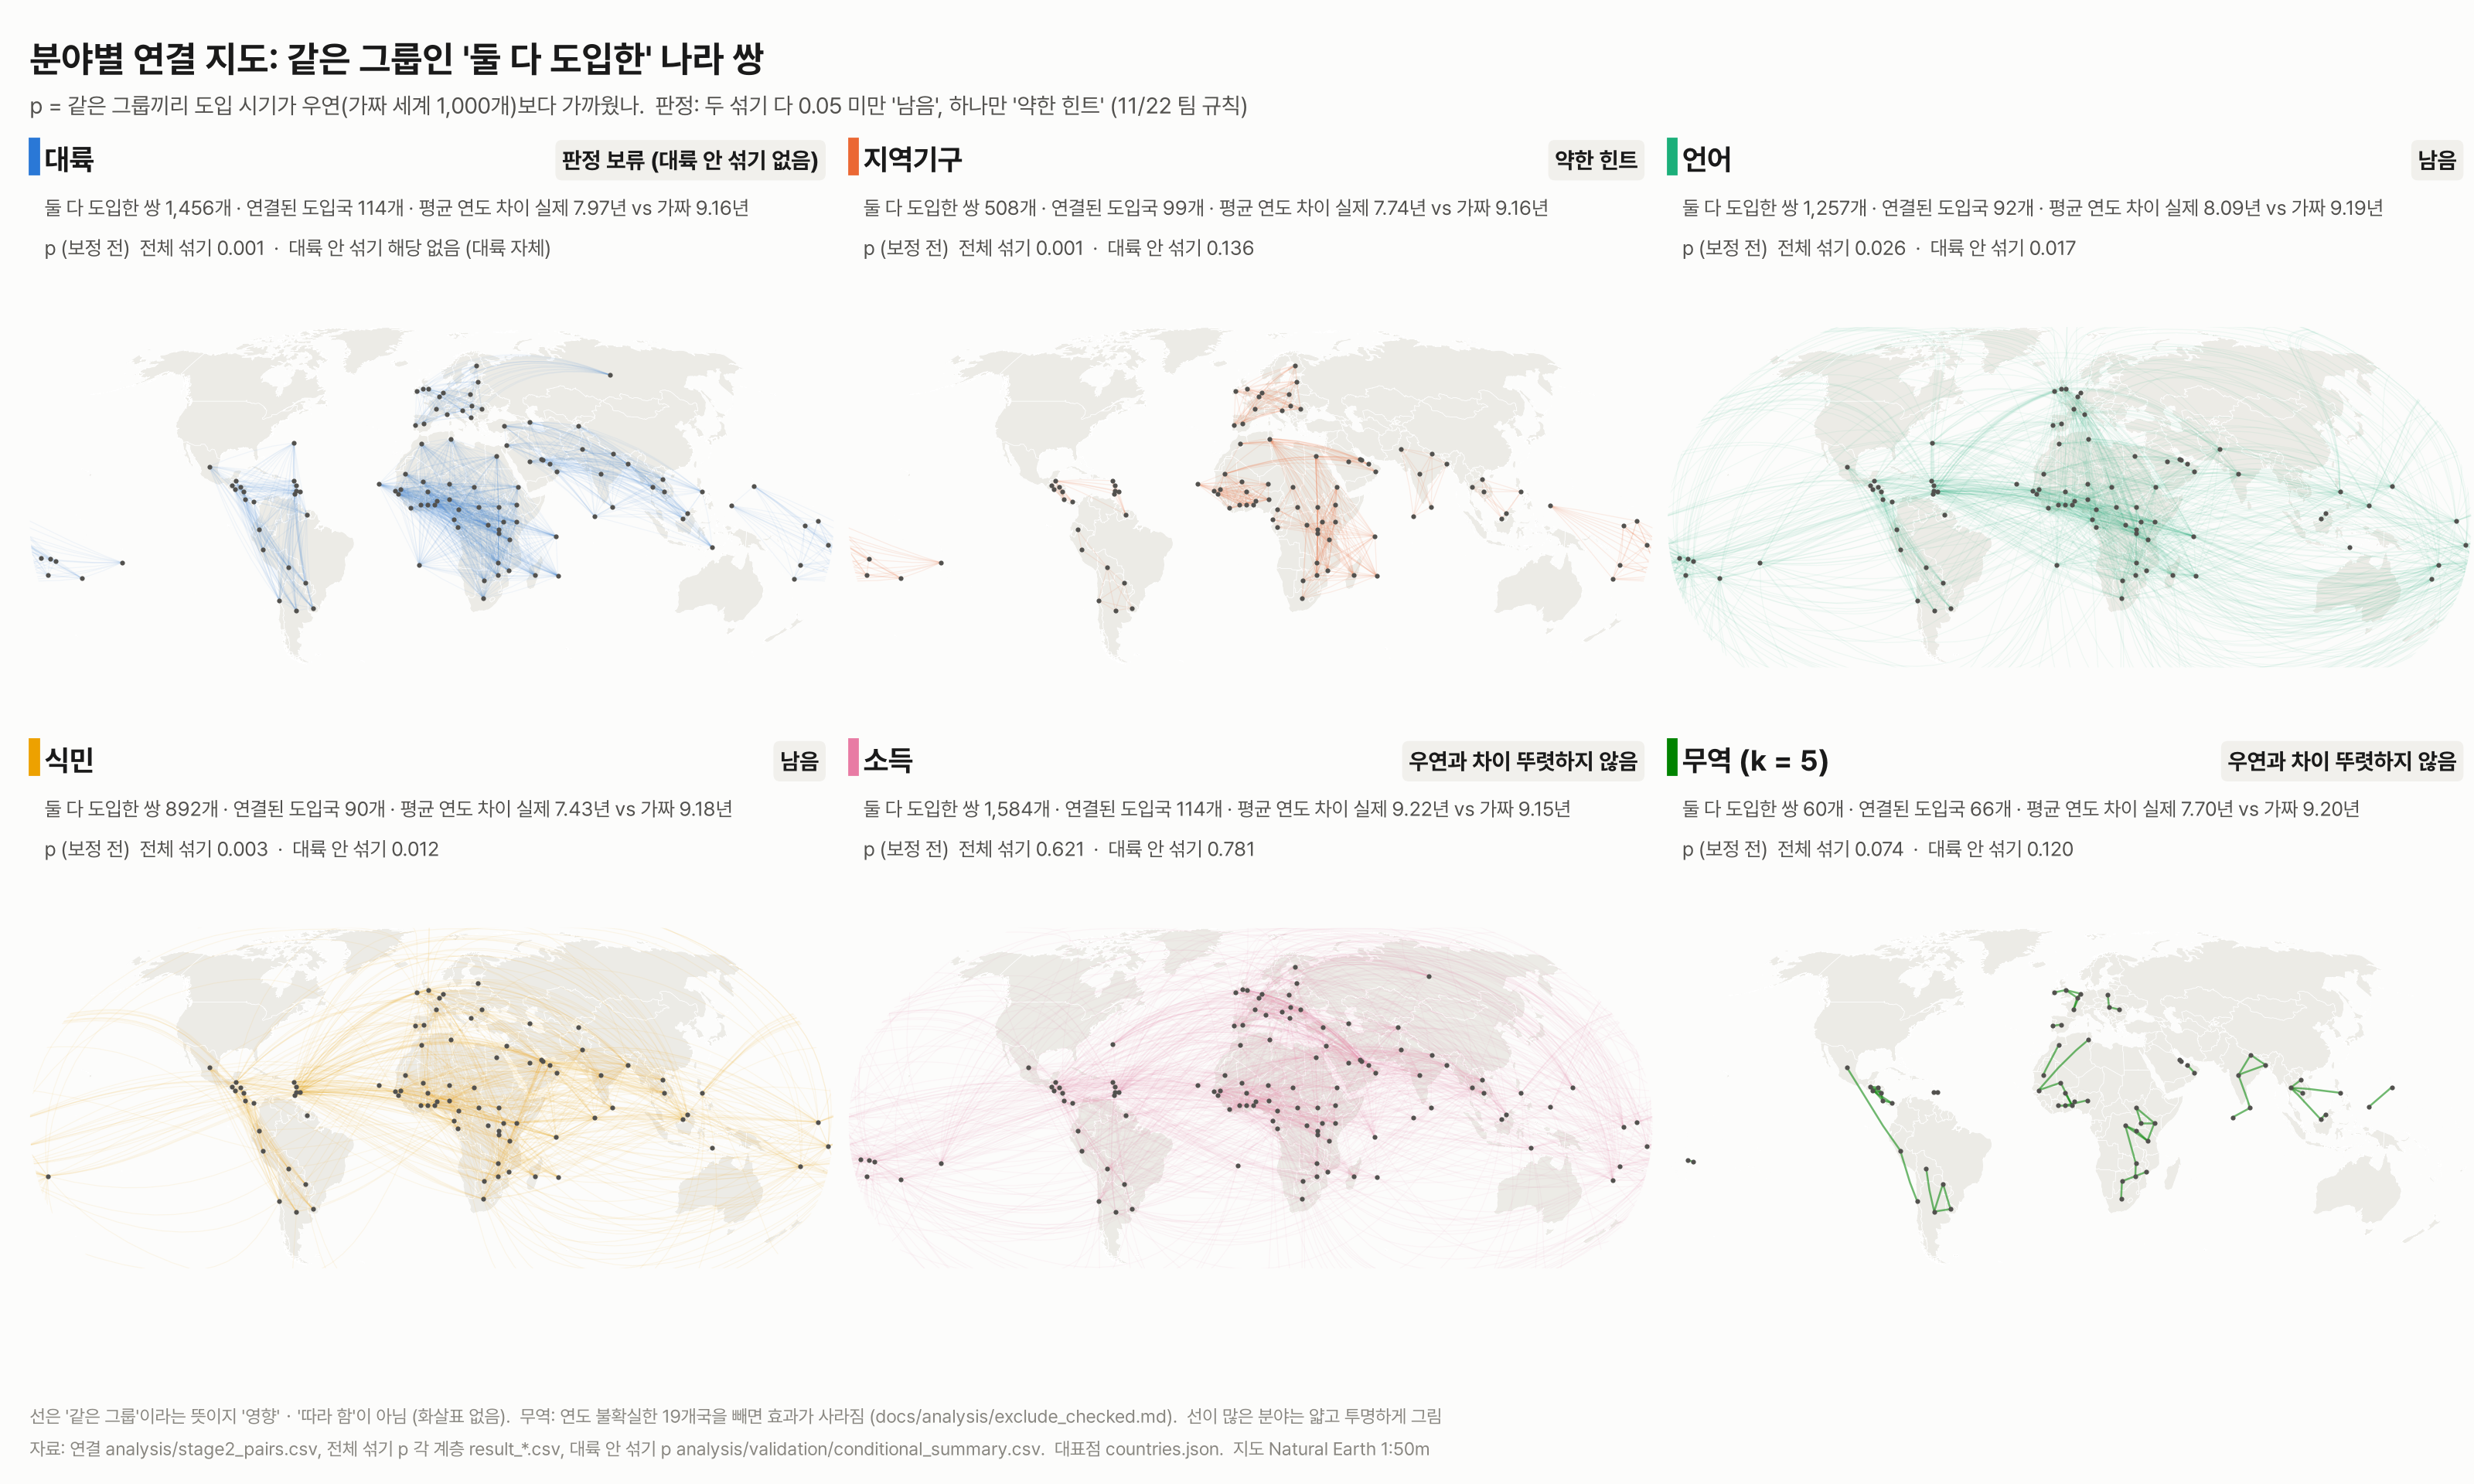 분야별 연결 지도: 같은 그룹인 '둘 다 도입한' 나라 쌍
p = 같은 그룹끼리 도입 시기가 우연(가짜 세계 1,000개)보다 가까웠나. 판정: 두 섞기 다 0.05 미만 '남음', 하나만 '약한 힌트' (11/22 팀 규칙)
대륙
판정 보류 (대륙 안 섞기 없음)
둘 다 도입한 쌍 1,456개 · 연결된 도입국 114개 · 평균 연도 차이 실제 7.97년 vs 가짜 9.16년
p (보정 전) 전체 섞기 0.001 · 대륙 안 섞기 해당 없음 (대륙 자체)
지역기구
약한 힌트
둘 다 도입한 쌍 508개 · 연결된 도입국 99개 · 평균 연도 차이 실제 7.74년 vs 가짜 9.16년
p (보정 전) 전체 섞기 0.001 · 대륙 안 섞기 0.136
언어
남음
둘 다 도입한 쌍 1,257개 · 연결된 도입국 92개 · 평균 연도 차이 실제 8.09년 vs 가짜 9.19년
p (보정 전) 전체 섞기 0.026 · 대륙 안 섞기 0.017
식민
남음
둘 다 도입한 쌍 892개 · 연결된 도입국 90개 · 평균 연도 차이 실제 7.43년 vs 가짜 9.18년
p (보정 전) 전체 섞기 0.003 · 대륙 안 섞기 0.012
소득
우연과 차이 뚜렷하지 않음
둘 다 도입한 쌍 1,584개 · 연결된 도입국 114개 · 평균 연도 차이 실제 9.22년 vs 가짜 9.15년
p (보정 전) 전체 섞기 0.621 · 대륙 안 섞기 0.781
무역 (k = 5)
우연과 차이 뚜렷하지 않음
둘 다 도입한 쌍 60개 · 연결된 도입국 66개 · 평균 연도 차이 실제 7.70년 vs 가짜 9.20년
p (보정 전) 전체 섞기 0.074 · 대륙 안 섞기 0.120
선은 '같은 그룹'이라는 뜻이지 '영향' · '따라 함'이 아님 (화살표 없음). 무역: 연도 불확실한 19개국을 빼면 효과가 사라짐 (docs/analysis/exclude_checked.md). 선이 많은 분야는 얇고 투명하게 그림
자료: 연결 analysis/stage2_pairs.csv, 전체 섞기 p 각 계층 result_*.csv, 대륙 안 섞기 p analysis/validation/conditional_summary.csv. 대표점 countries.json. 지도 Natural Earth 1:50m